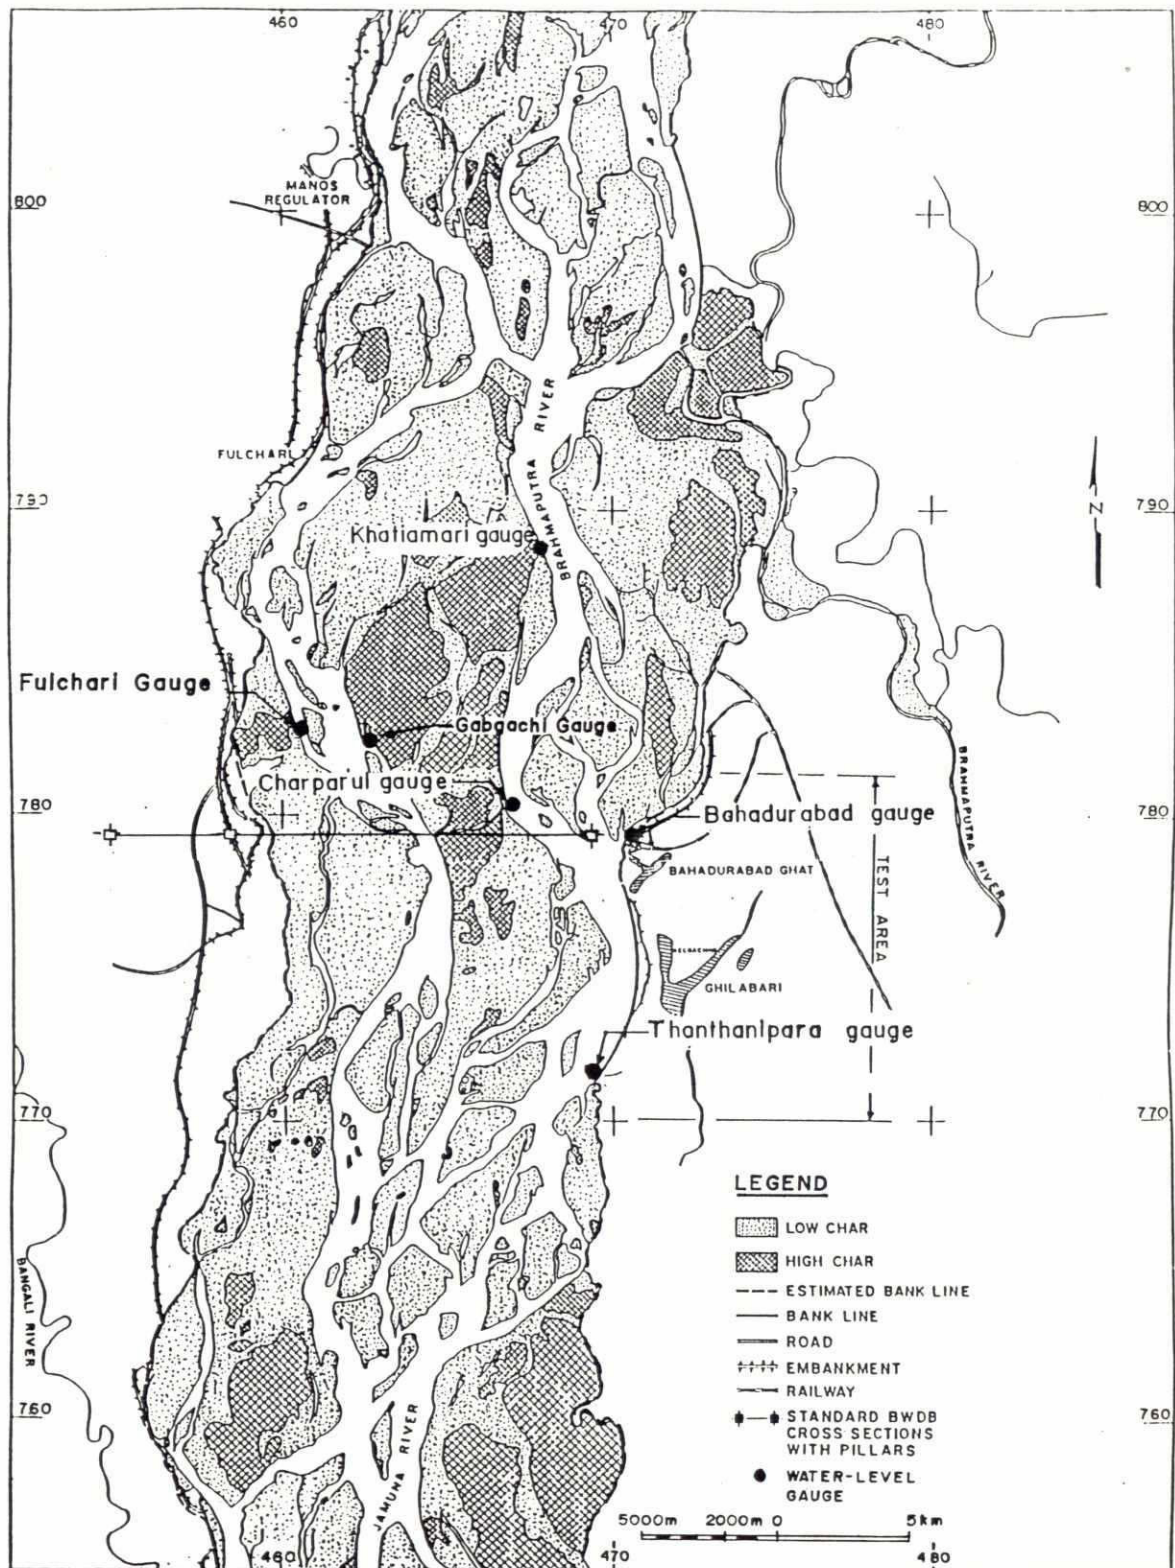 460
470
480
MANOS
REGULATOR
800
800
FULCHARI
BRAHMAPUTRA RIVER
N
790
790
Khatiamari gauge
Fulchari Gauge
Gabgachi Gauge
Charparul gauge
BRAHMAPUTRA RIVER
780
780
Bahadurabad gauge
BAHADURABAD GHAT
TEST AREA
GHILABARI
Thanthanipara gauge
770
770
LEGEND
LOW CHAR
HIGH CHAR
ESTIMATED BANK LINE
BANK LINE
ROAD
EMBANKMENT
RAILWAY
STANDARD BWDB
CROSS SECTIONS
WITH PILLARS
WATER-LEVEL
GAUGE
BANGALI RIVER
760
760
JAMUNA RIVER
5000m 2000m 0 5km
460
470
480